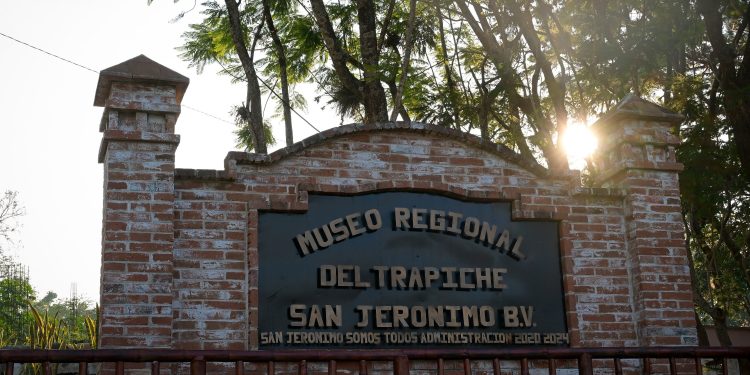 MUSEO REGIONAL
DEL TRAPICHE
SAN JERONIMO B.V.
SAN JERONIMO SOMOS TODOS ADMINISTRACION 2020 2024